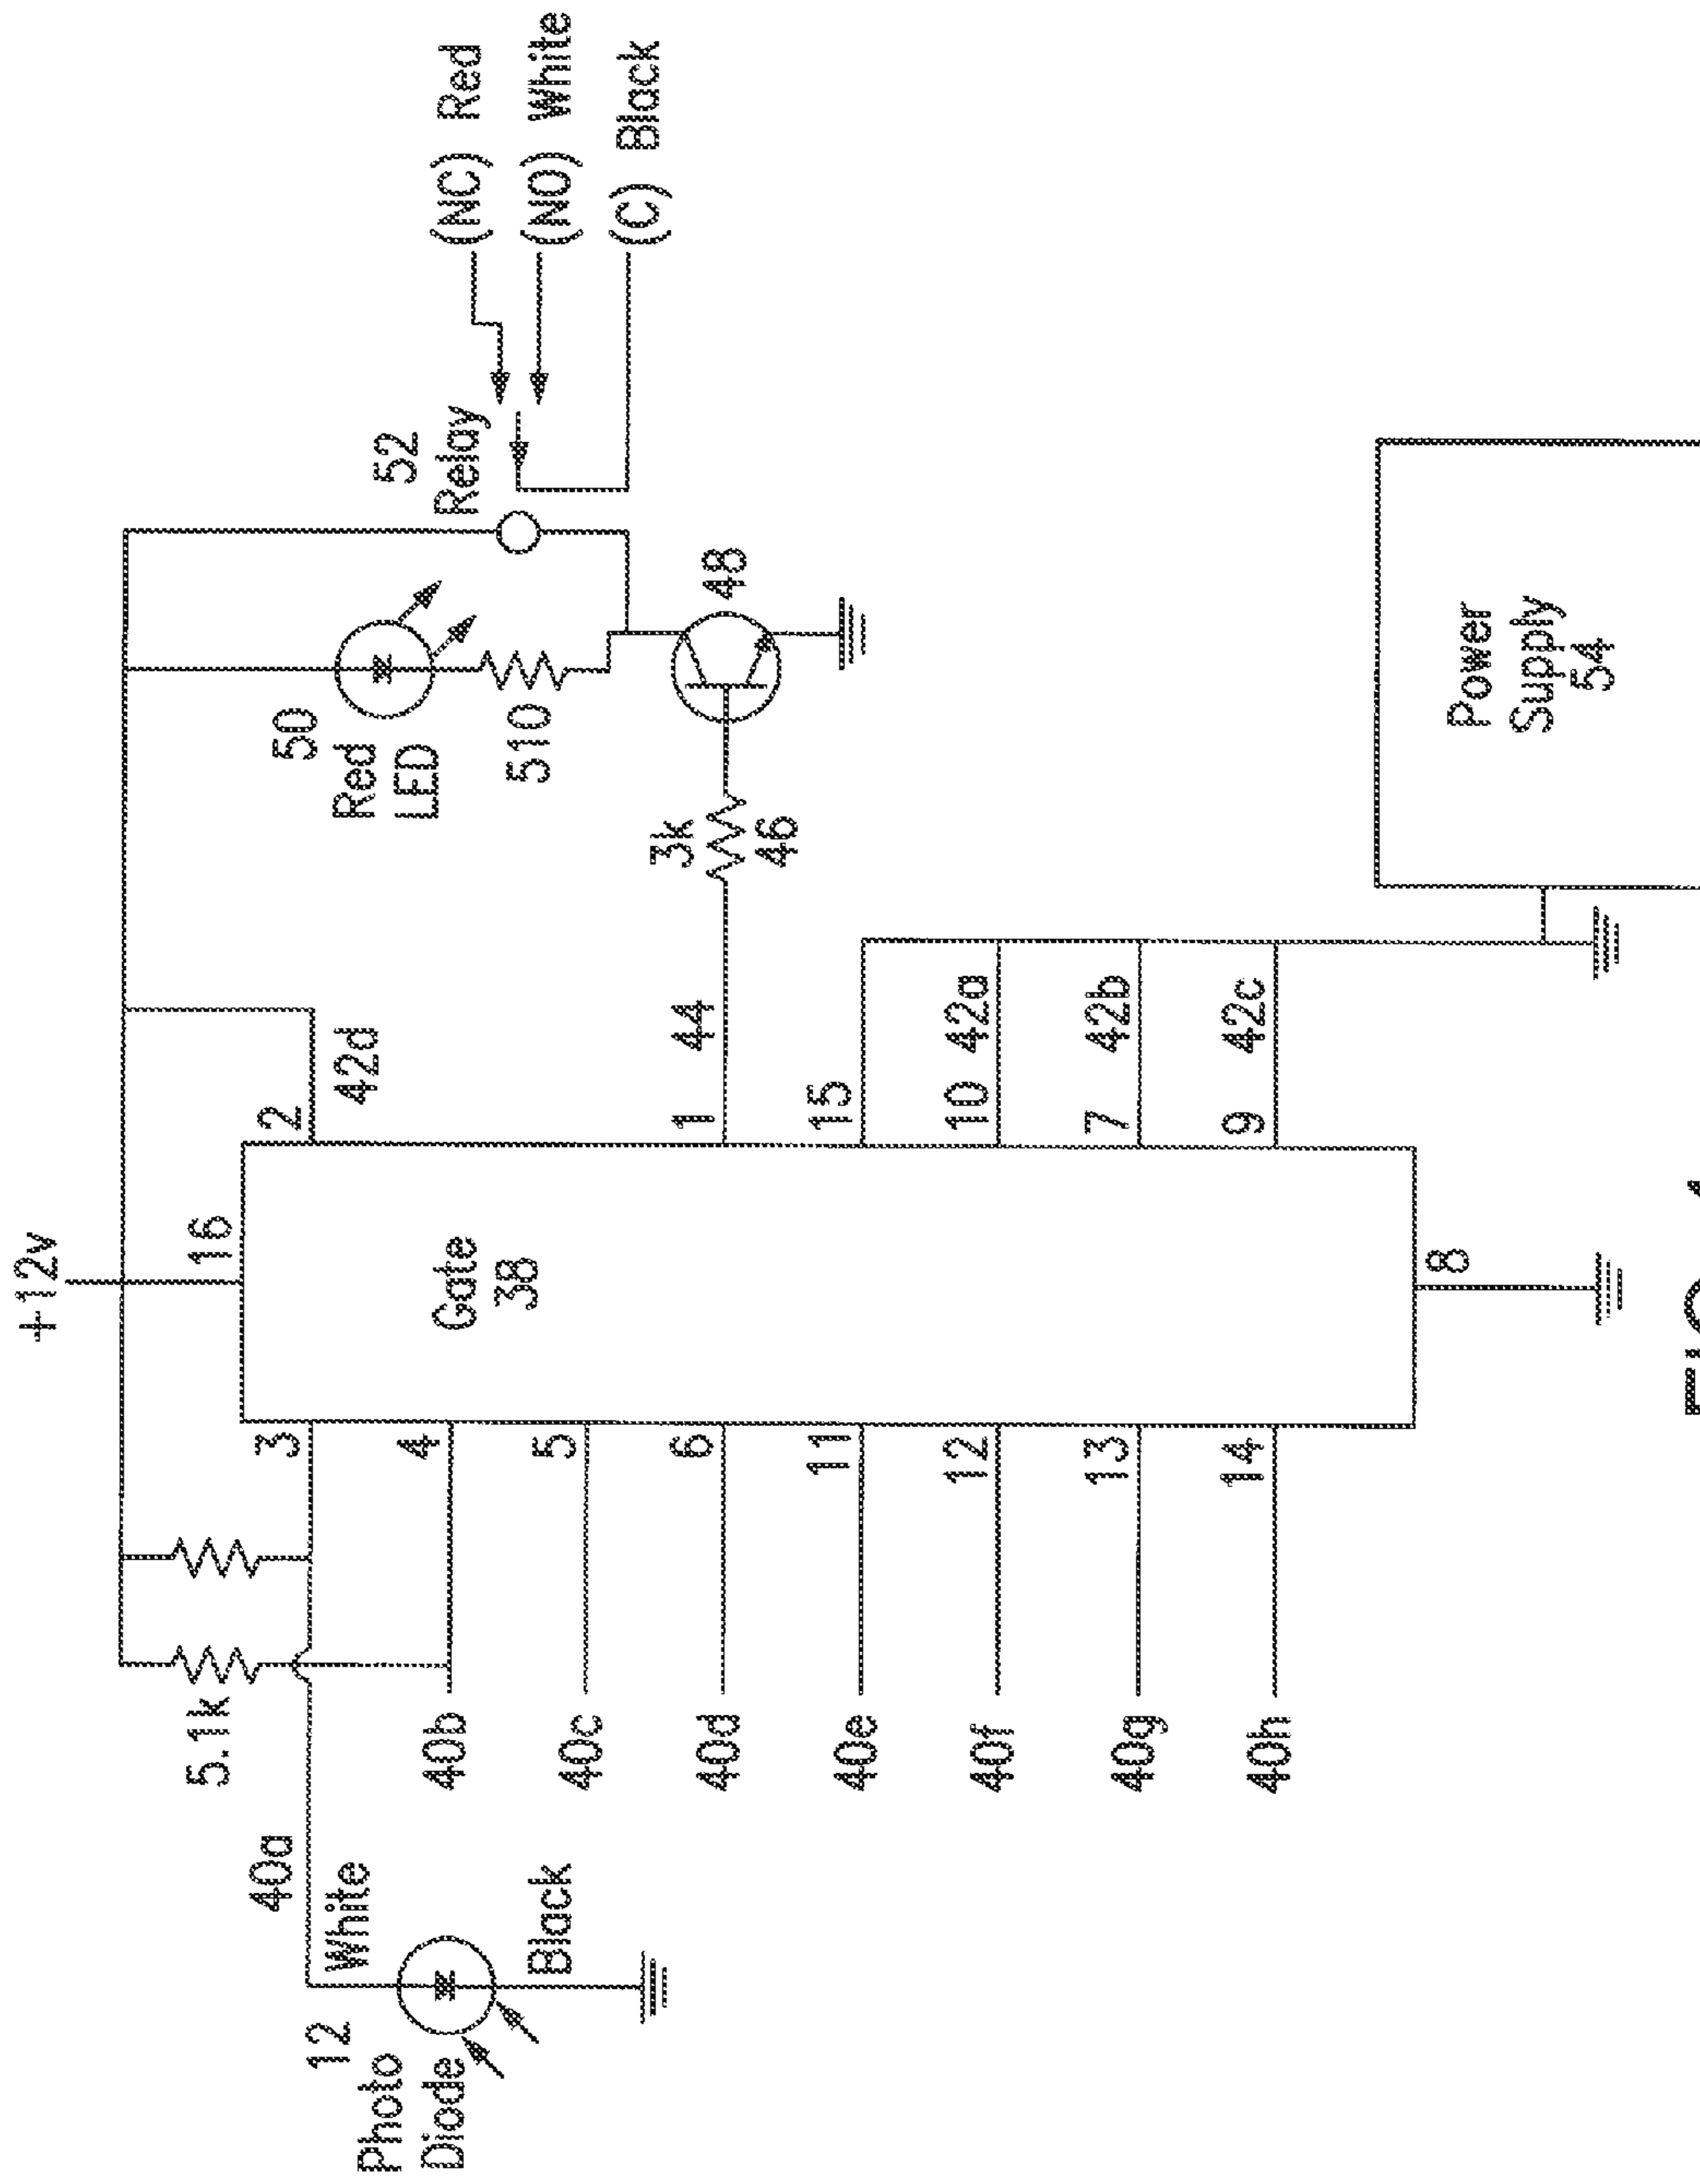 +12v
16
5.1k
40a
3
2
42d
50
Red
LED
52
Relay
(NC) Red
(NO) White
(C) Black
12
Photo
Diode
White
Black
Gate
38
40b
4
40c
5
510
40d
6
1
44
3k
46
48
40e
11
15
40f
12
10
42a
40g
13
7
42b
40h
14
9
42c
8
Power
Supply
54